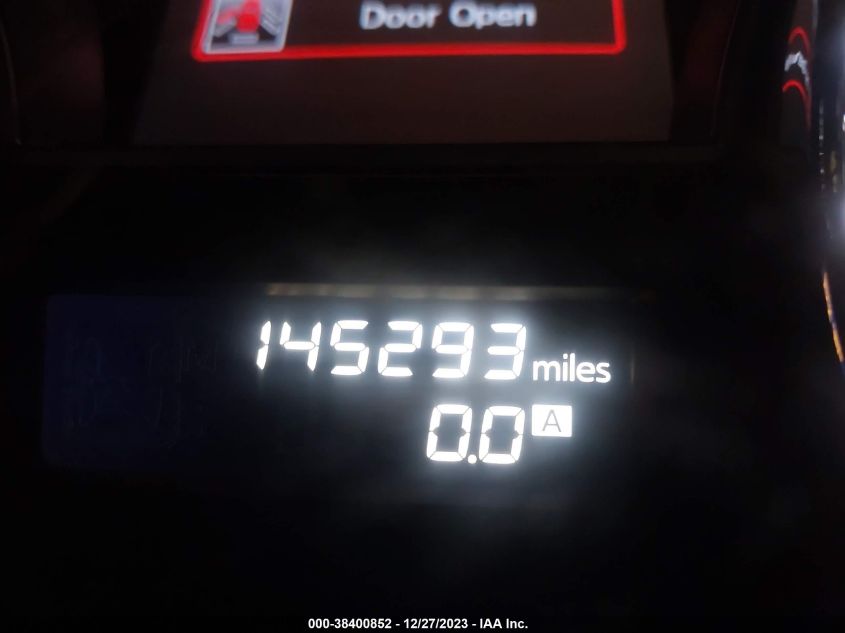 Door Open
145293 miles
0.0 A
000-38400852 - 12/27/2023 - IAA Inc.